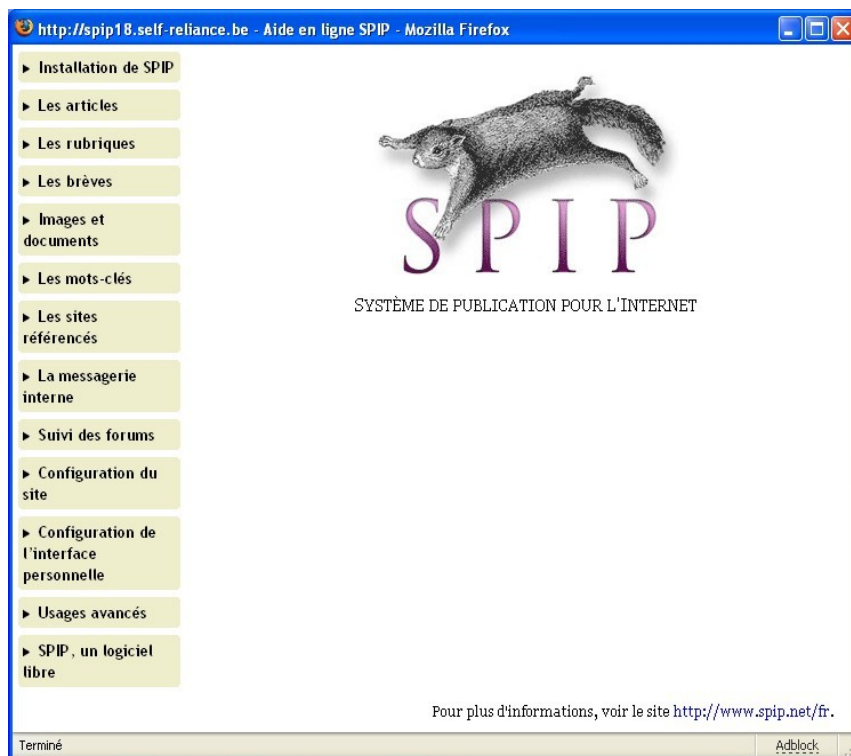 http://spip18.self-reliance.be - Aide en ligne SPIP - Mozilla Firefox
Installation de SPIP
Les articles
Les rubriques
Les brèves
Images et
documents
Les mots-clés
Les sites
référencés
La messagerie
interne
Suivi des forums
Configuration du
site
Configuration de
l'interface
personnelle
Usages avancés
SPIP, un logiciel
libre
SPIP
SYSTÈME DE PUBLICATION POUR L'INTERNET
Pour plus d'informations, voir le site http://www.spip.net/fr.
Terminé
Adblock